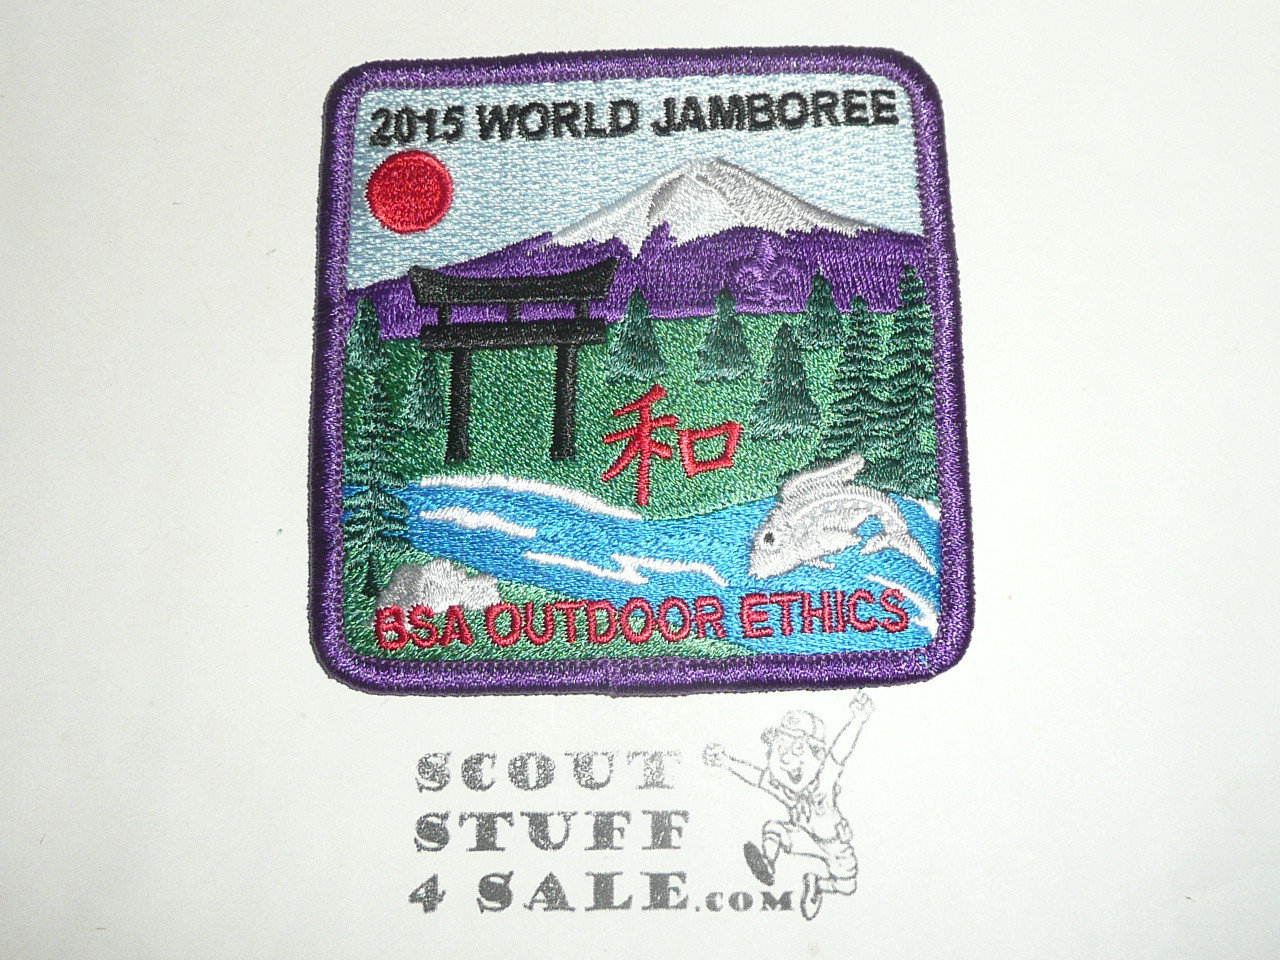 2015 WORLD JAMBOREE
和
BSA OUTDOOR ETHICS
SCOUT
STUFF
4 SALE.COM